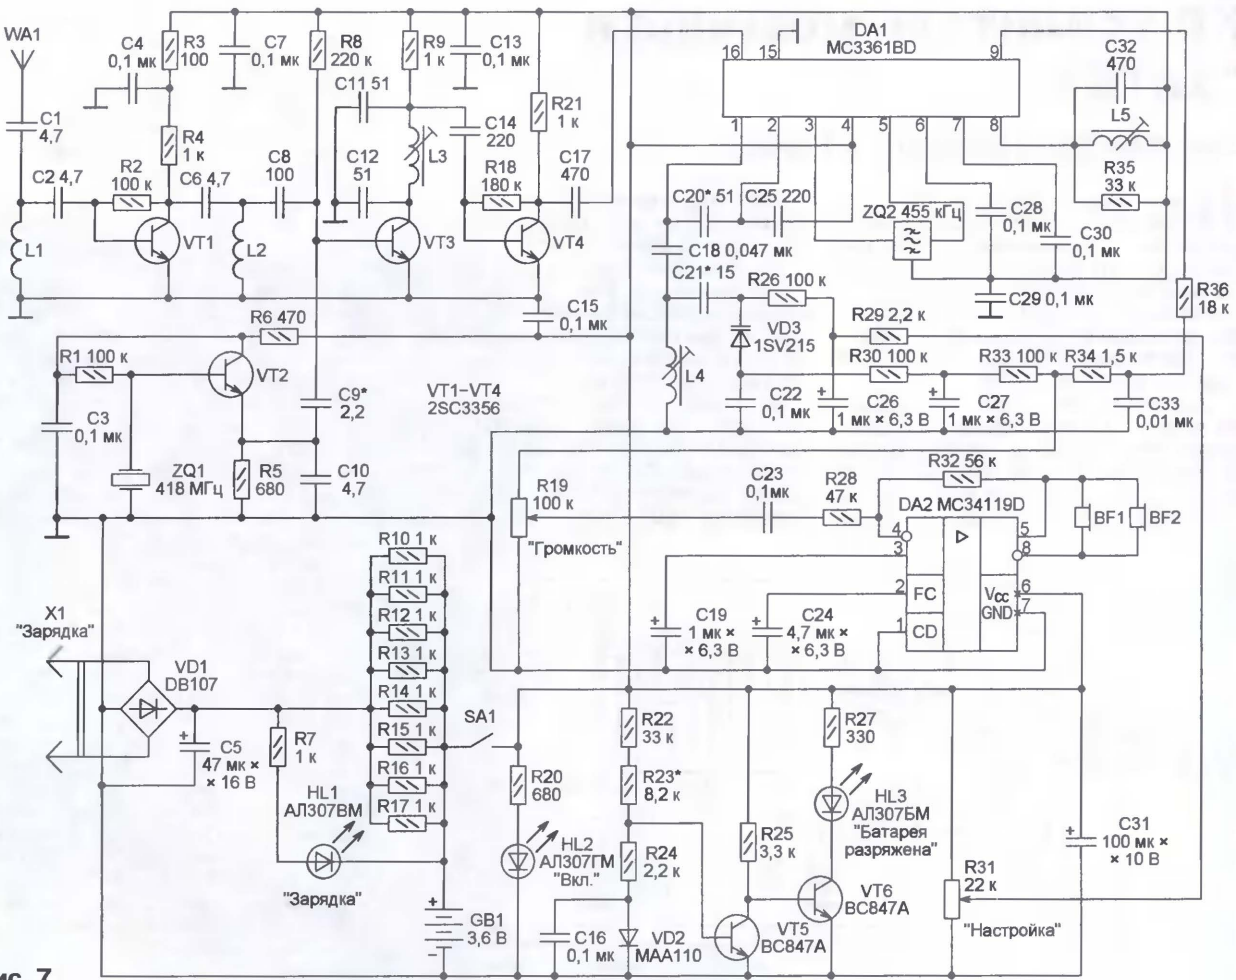 WA1
C1
4,7
C2 4,7
L1
C4
0,1 мк
R3
100
R4
1 к
R2
100 к
VT1
C7
0,1 мк
C6 4,7
C8
100
L2
R8
220 к
C11 51
C12
51
R9
1 к
L3
VT3
C13
0,1 мк
C14
220
R18
180 к
R21
1 к
C17
470
VT4
C15
0,1 мк
DA1
MC3361BD
16
15
9
1
2
3
4
5
6
7
8
C32
470
L5
R35
33 к
C20* 51
C25 220
C18 0,047 мк
C21* 15
ZQ2 455 кГц
C28
0,1 мк
C30
0,1 мк
C29 0,1 мк
R26 100 к
R36
18 к
VD3
1SV215
R29 2,2 к
R30 100 к
R33 100 к
R34 1,5 к
L4
C22
0,1 мк
C26
1 мк × 6,3 В
C27
1 мк × 6,3 В
C33
0,01 мк
R6 470
R1 100 к
VT2
C3
0,1 мк
ZQ1
418 МГц
R5
680
C9*
2,2
C10
4,7
VT1–VT4
2SC3356
R19
100 к
"Громкость"
C23
0,1мк
R28
47 к
R32 56 к
DA2 MC34119D
4
3
2
1
FC
CD
5
8
6
7
Vcc
GND
BF1
BF2
C19
1 мк ×
× 6,3 В
C24
4,7 мк ×
× 6,3 В
X1
"Зарядка"
VD1
DB107
C5
47 мк ×
× 16 В
R7
1 к
HL1
АЛ307ВМ
"Зарядка"
R10 1 к
R11 1 к
R12 1 к
R13 1 к
R14 1 к
R15 1 к
R16 1 к
R17 1 к
SA1
R20
680
HL2
АЛ307ГМ
"Вкл."
GB1
3,6 В
R22
33 к
R23*
8,2 к
R24
2,2 к
C16
0,1 мк
VD2
MAA110
R25
3,3 к
VT5
BC847A
R27
330
HL3
АЛ307БМ
"Батарея
разряжена"
VT6
BC847A
R31
22 к
"Настройка"
C31
100 мк ×
× 10 В